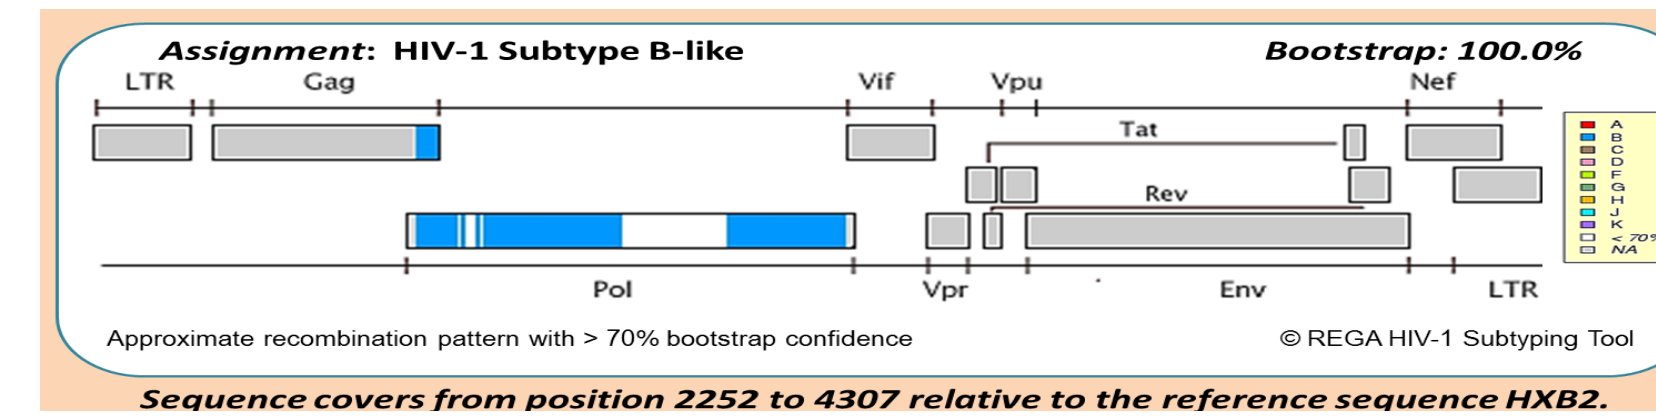 Assignment: HIV-1 Subtype B-like Bootstrap: 100.0%
LTR Gag Vif Vpu Nef
Tat
Rev
A
B
C
D
F
G
H
J
K
< 70%
NA
Pol Vpr Env LTR
Approximate recombination pattern with > 70% bootstrap confidence © REGA HIV-1 Subtyping Tool
Sequence covers from position 2252 to 4307 relative to the reference sequence HXB2.